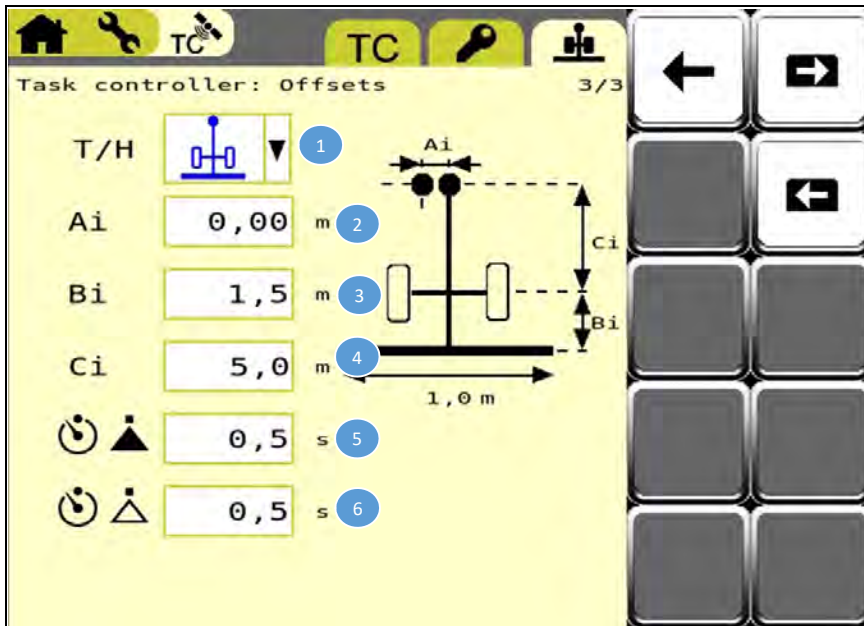 TC TC
Task controller: Offsets 3/3
T/H 1
Ai 0,00 m 2
Bi 1,5 m 3
Ci 5,0 m 4
0,5 s 5
0,5 s 6
Ai
Ci
Bi
1,0 m